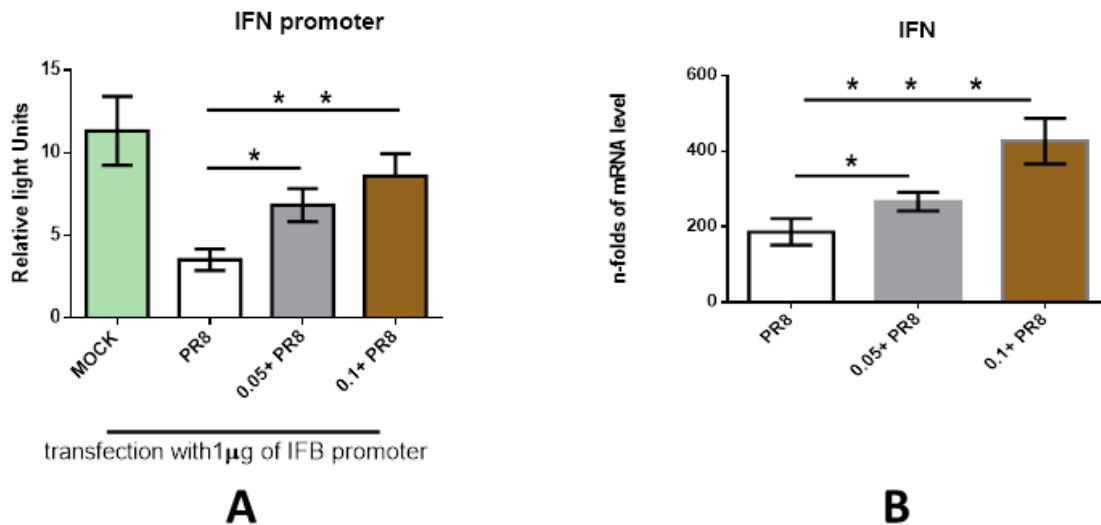 IFN promoter
Relative light Units
15
10
5
0
* *
*
MOCK
PR8
0.05+ PR8
0.1+ PR8
transfection with1μg of IFB promoter
A
IFN
n-folds of mRNA level
600
400
200
0
* * *
*
PR8
0.05+ PR8
0.1+ PR8
B